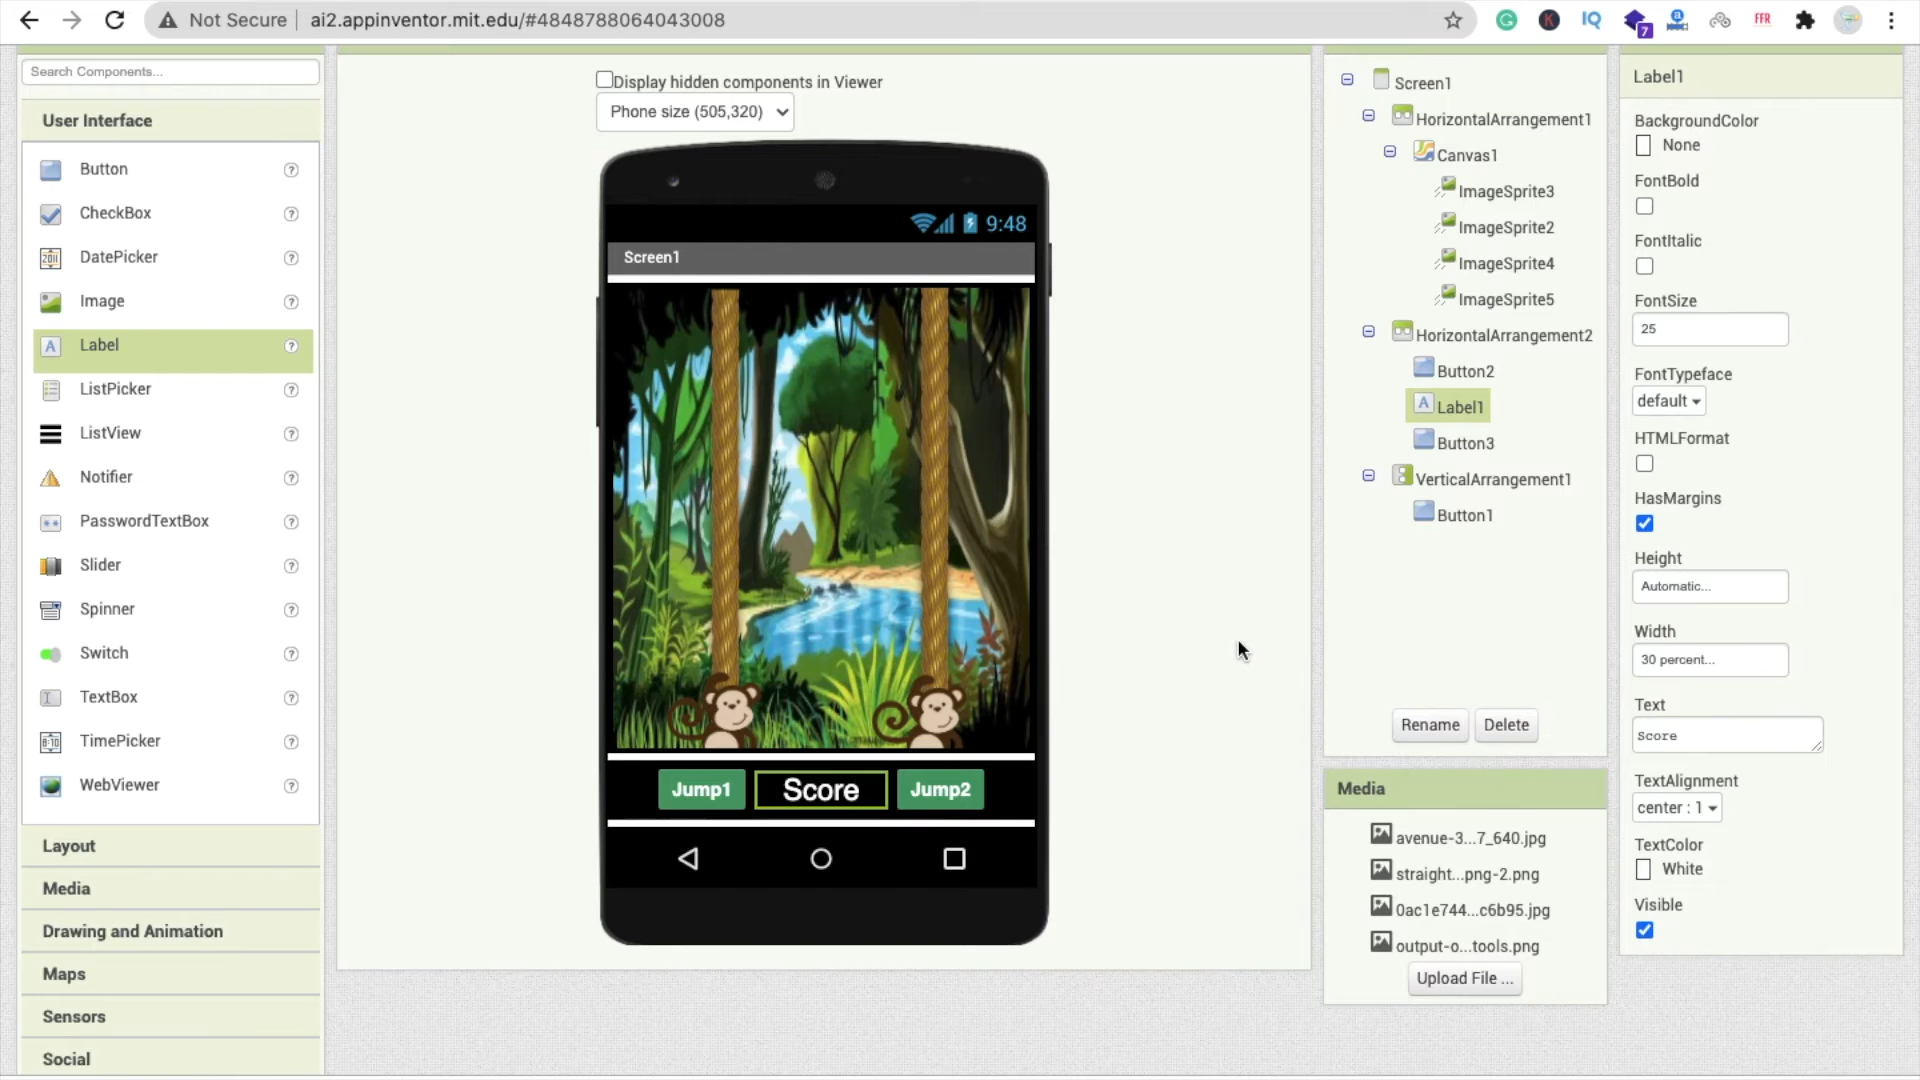 Not Secure
ai2.appinventor.mit.edu/#4848788064043008
IQ
7
a
FFR
Search Components...
User Interface
Button
CheckBox
DatePicker
Image
Label
ListPicker
ListView
Notifier
PasswordTextBox
Slider
Spinner
Switch
TextBox
TimePicker
WebViewer
Layout
Media
Drawing and Animation
Maps
Sensors
Social
Display hidden components in Viewer
Phone size (505,320)
9:48
Screen1
Jump1
Score
Jump2
Screen1
HorizontalArrangement1
Canvas1
ImageSprite3
ImageSprite2
ImageSprite4
ImageSprite5
HorizontalArrangement2
Button2
Label1
Button3
VerticalArrangement1
Button1
Rename
Delete
Media
avenue-3...7_640.jpg
straight...png-2.png
0ac1e744...c6b95.jpg
output-o...tools.png
Upload File ...
Label1
BackgroundColor
None
FontBold
FontItalic
FontSize
25
FontTypeface
default
HTMLFormat
HasMargins
Height
Automatic...
Width
30 percent...
Text
Score
TextAlignment
center : 1
TextColor
White
Visible